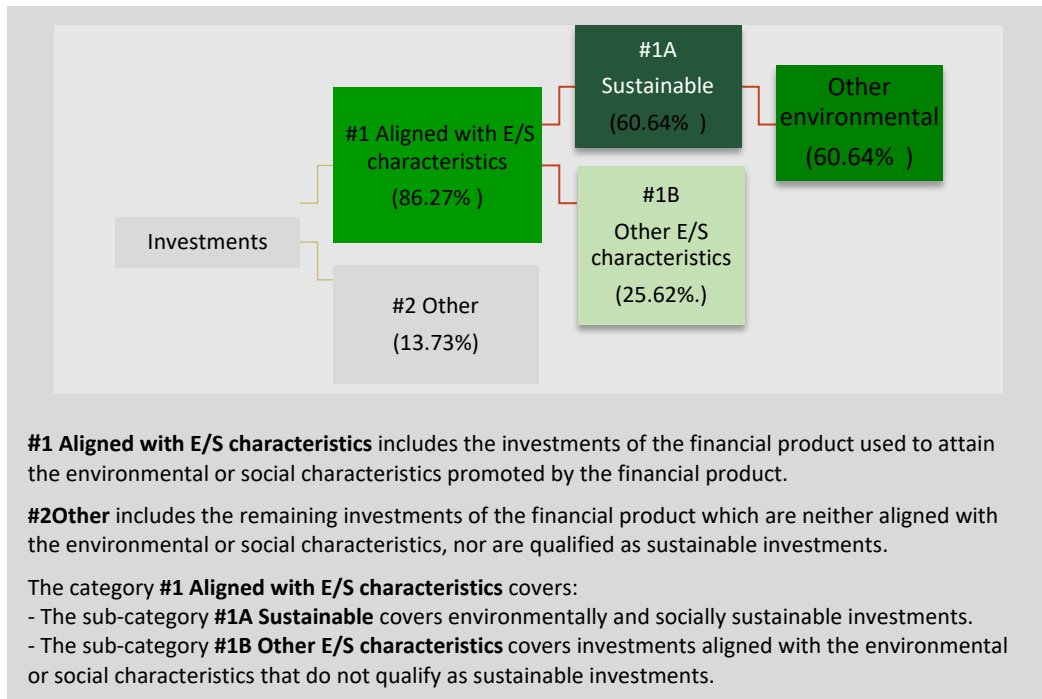 #1A
Sustainable
(60.64% )
Other
environmental
(60.64% )
#1 Aligned with E/S
characteristics
(86.27% )
#1B
Other E/S
characteristics
(25.62%.)
Investments
#2 Other
(13.73%)
#1 Aligned with E/S characteristics includes the investments of the financial product used to attain
the environmental or social characteristics promoted by the financial product.
#2Other includes the remaining investments of the financial product which are neither aligned with
the environmental or social characteristics, nor are qualified as sustainable investments.
The category #1 Aligned with E/S characteristics covers:
- The sub-category #1A Sustainable covers environmentally and socially sustainable investments.
- The sub-category #1B Other E/S characteristics covers investments aligned with the environmental
or social characteristics that do not qualify as sustainable investments.